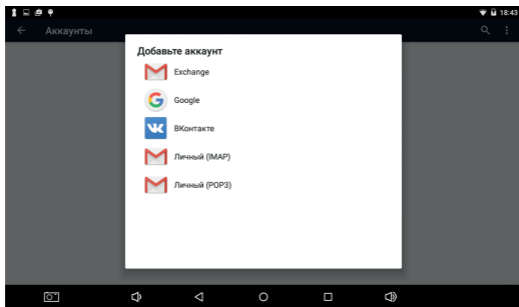 18:43
Аккаунты
Добавьте аккаунт
Exchange
Google
ВКонтакте
Личный (IMAP)
Личный (POP3)